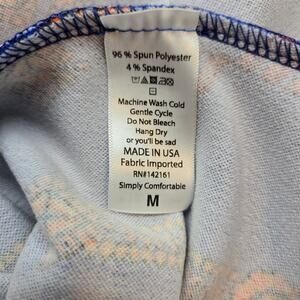 96 % Spun Polyester
4 % Spandex
Machine Wash Cold
Gentle Cycle
Do Not Bleach
Hang Dry
or you'll be sad
MADE IN USA
Fabric Imported
RN#142161
Simply Comfortable
M